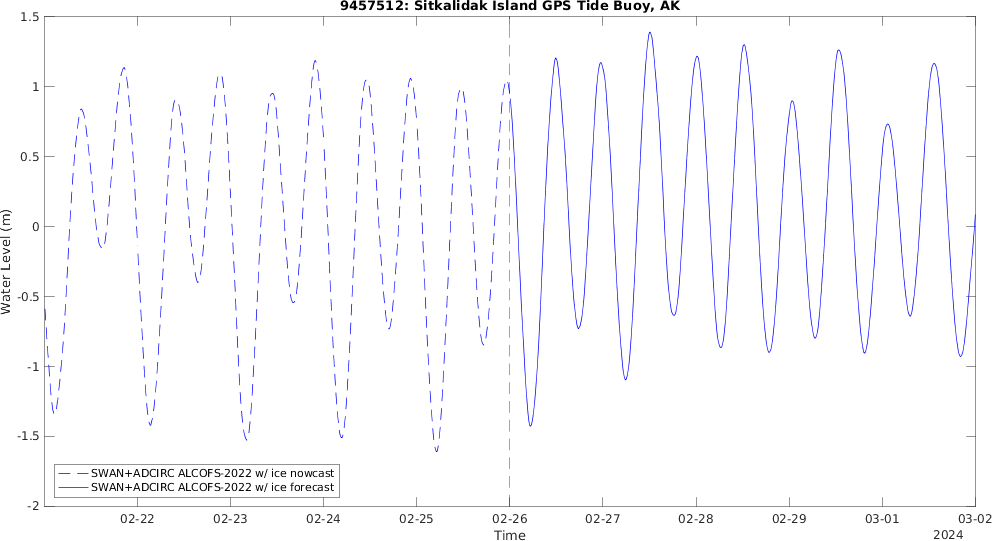 9457512: Sitkalidak Island GPS Tide Buoy, AK
1.5
1
0.5
0
-0.5
-1
-1.5
-2
Water Level (m)
SWAN+ADCIRC ALCOFS-2022 w/ ice nowcast
SWAN+ADCIRC ALCOFS-2022 w/ ice forecast
02-22 02-23 02-24 02-25 02-26 02-27 02-28 02-29 03-01 03-02
Time
2024